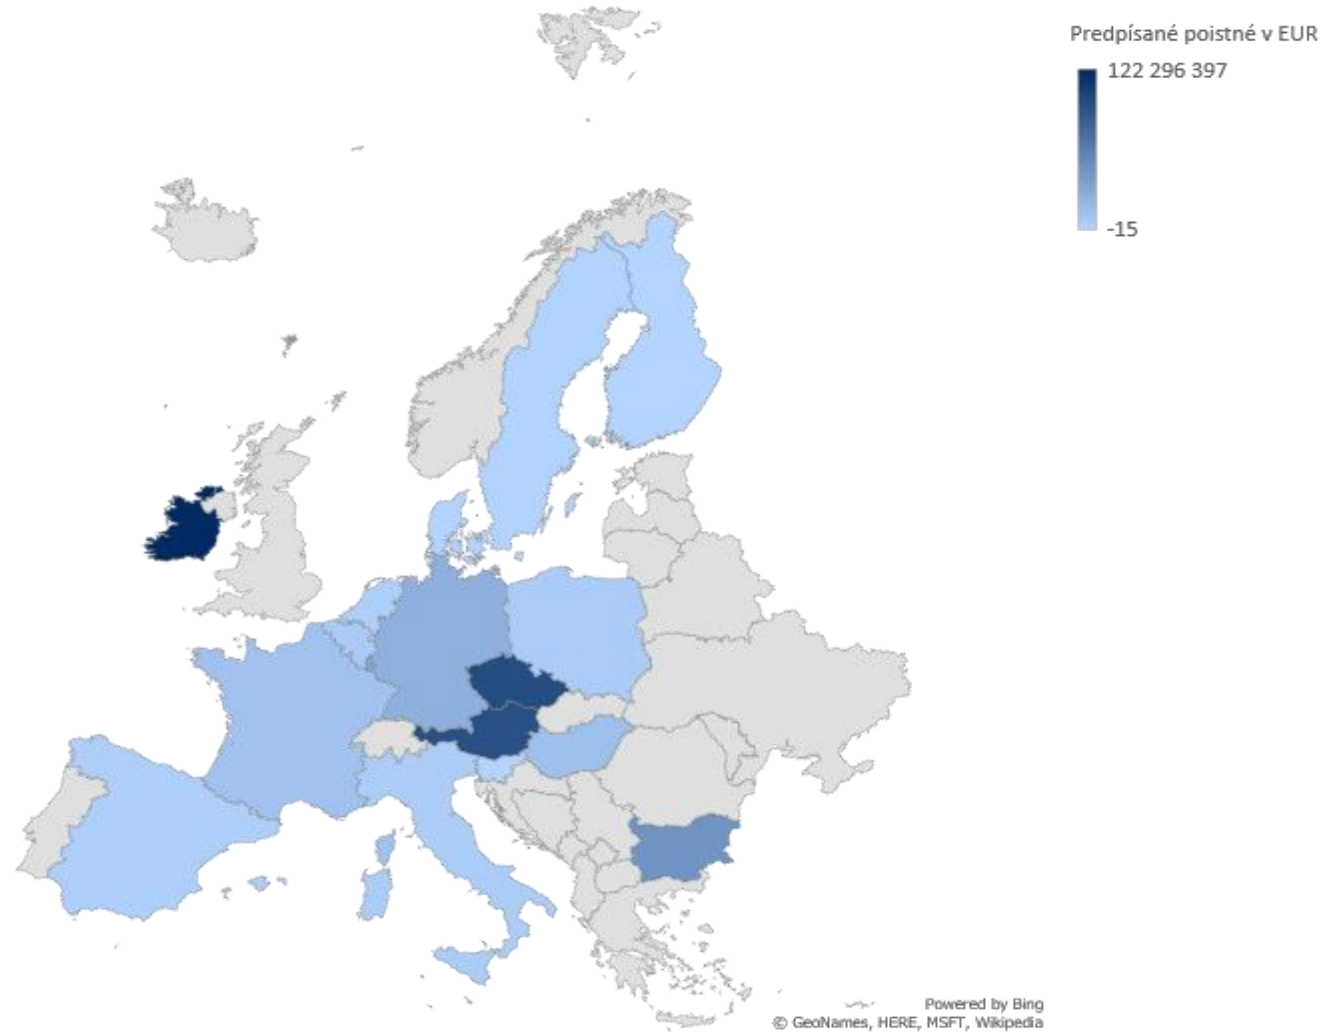 Predpísané poistné v EUR
122 296 397
-15
Powered by Bing
© GeoNames, HERE, MSFT, Wikipedia